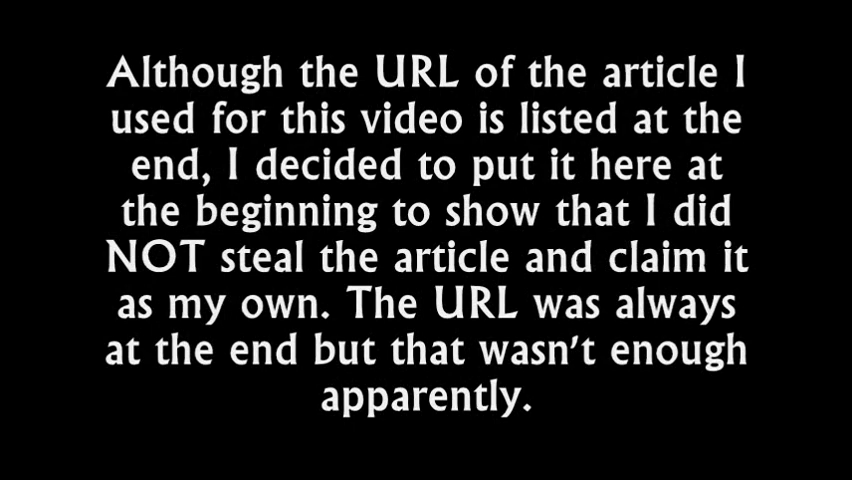 Although the URL of the article I
used for this video is listed at the
end, I decided to put it here at
the beginning to show that I did
NOT steal the article and claim it
as my own. The URL was always
at the end but that wasn't enough
apparently.